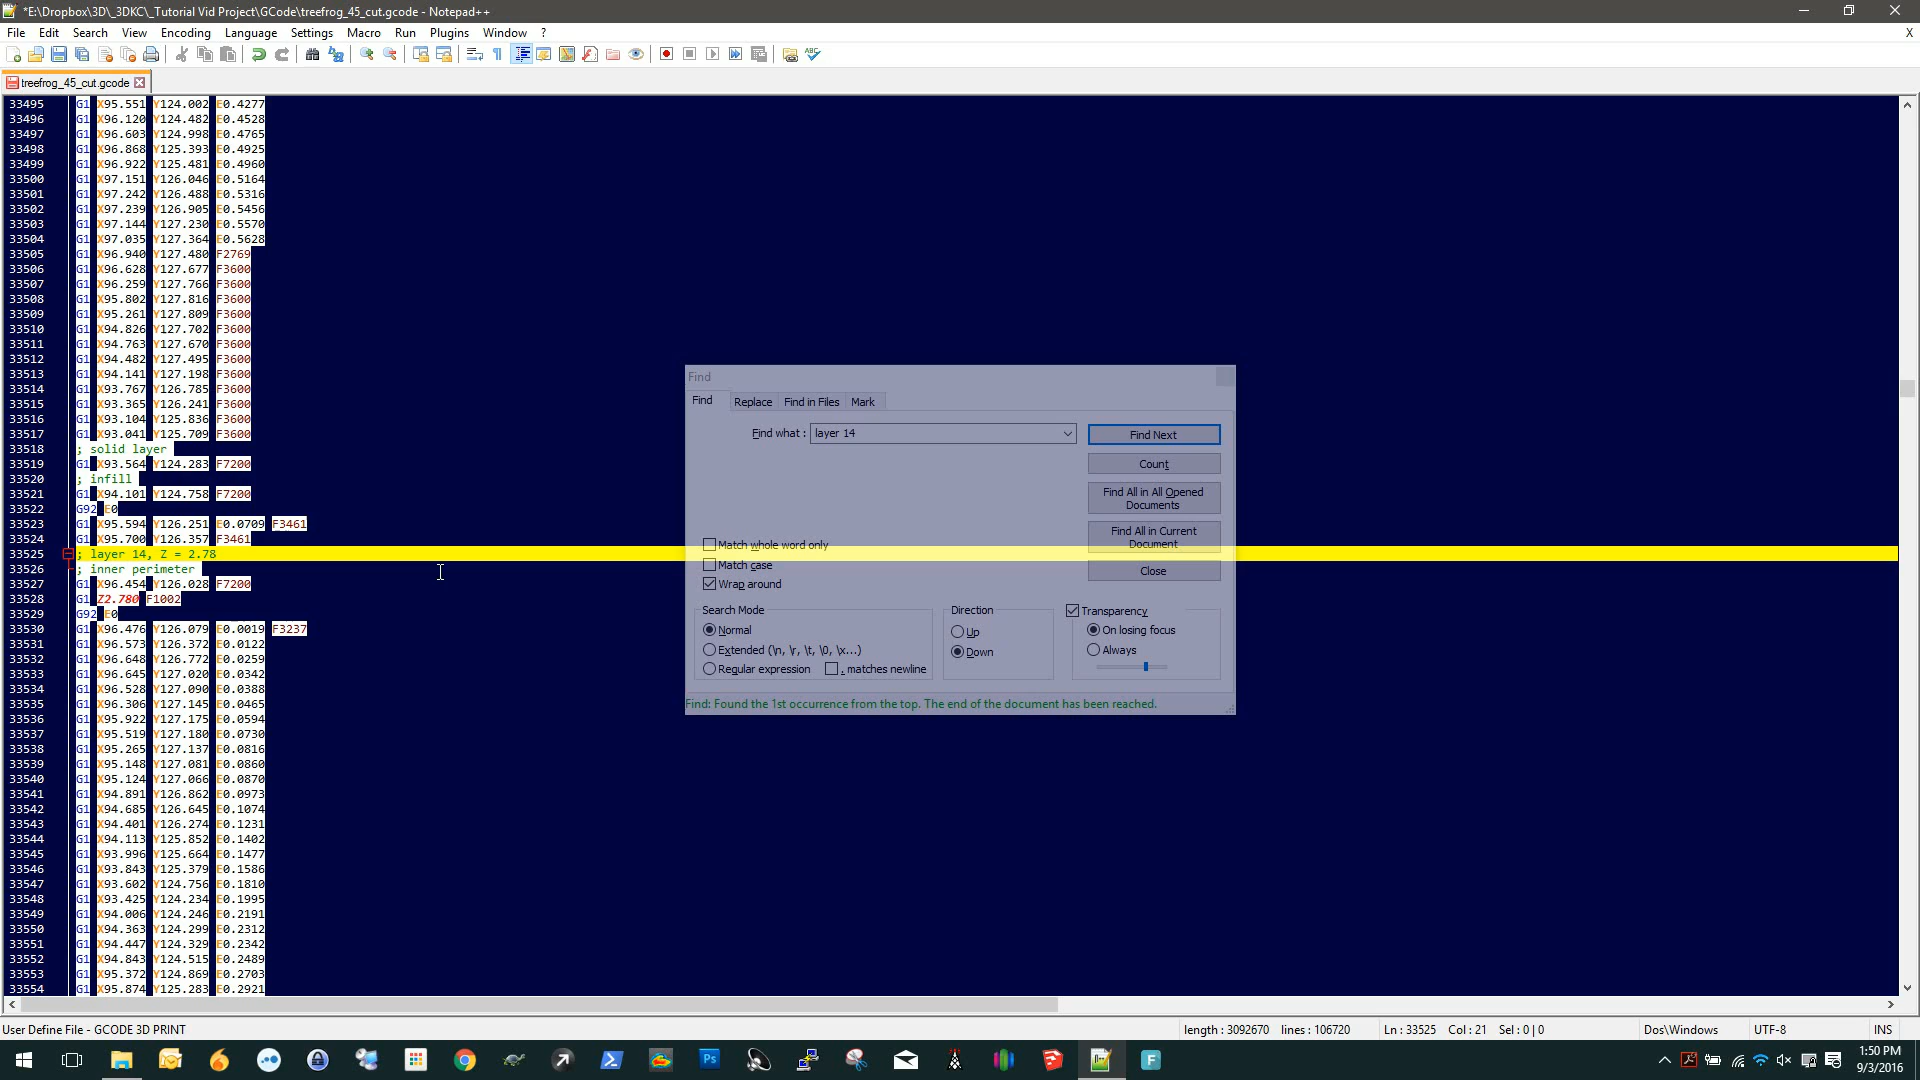 *E:\Dropbox\3D\_3DKC\_Tutorial Vid Project\GCode\treefrog_45_cut.gcode - Notepad++
File Edit Search View Encoding Language Settings Macro Run Plugins Window ? X
treefrog_45_cut.gcode
33495 G1 X95.551 Y124.002 E0.4277
33496 G1 X96.120 Y124.482 E0.4528
33497 G1 X96.603 Y124.998 E0.4765
33498 G1 X96.868 Y125.393 E0.4925
33499 G1 X96.922 Y125.481 E0.4960
33500 G1 X97.151 Y126.046 E0.5164
33501 G1 X97.242 Y126.488 E0.5316
33502 G1 X97.239 Y126.905 E0.5456
33503 G1 X97.144 Y127.230 E0.5570
33504 G1 X97.035 Y127.364 E0.5628
33505 G1 X96.940 Y127.480 F2769
33506 G1 X96.628 Y127.677 F3600
33507 G1 X96.259 Y127.766 F3600
33508 G1 X95.802 Y127.816 F3600
33509 G1 X95.261 Y127.809 F3600
33510 G1 X94.826 Y127.702 F3600
33511 G1 X94.763 Y127.670 F3600
33512 G1 X94.482 Y127.495 F3600
33513 G1 X94.141 Y127.198 F3600
33514 G1 X93.767 Y126.785 F3600
33515 G1 X93.365 Y126.241 F3600
33516 G1 X93.104 Y125.836 F3600
33517 G1 X93.041 Y125.709 F3600
33518 ; solid layer
33519 G1 X93.564 Y124.283 F7200
33520 ; infill
33521 G1 X94.101 Y124.758 F7200
33522 G92 E0
33523 G1 X95.594 Y126.251 E0.0709 F3461
33524 G1 X95.700 Y126.357 F3461
33525 ; layer 14, Z = 2.78
33526 ; inner perimeter
33527 G1 X96.454 Y126.028 F7200
33528 G1 Z2.780 F1002
33529 G92 E0
33530 G1 X96.476 Y126.079 E0.0019 F3237
33531 G1 X96.573 Y126.372 E0.0122
33532 G1 X96.648 Y126.772 E0.0259
33533 G1 X96.645 Y127.020 E0.0342
33534 G1 X96.528 Y127.090 E0.0388
33535 G1 X96.306 Y127.145 E0.0465
33536 G1 X95.922 Y127.175 E0.0594
33537 G1 X95.519 Y127.180 E0.0730
33538 G1 X95.265 Y127.137 E0.0816
33539 G1 X95.148 Y127.081 E0.0860
33540 G1 X95.124 Y127.066 E0.0870
33541 G1 X94.891 Y126.862 E0.0973
33542 G1 X94.685 Y126.645 E0.1074
33543 G1 X94.401 Y126.274 E0.1231
33544 G1 X94.113 Y125.852 E0.1402
33545 G1 X93.996 Y125.664 E0.1477
33546 G1 X93.843 Y125.379 E0.1586
33547 G1 X93.602 Y124.756 E0.1810
33548 G1 X93.425 Y124.234 E0.1995
33549 G1 X94.006 Y124.246 E0.2191
33550 G1 X94.363 Y124.299 E0.2312
33551 G1 X94.447 Y124.329 E0.2342
33552 G1 X94.843 Y124.515 E0.2489
33553 G1 X95.372 Y124.869 E0.2703
33554 G1 X95.874 Y125.283 E0.2921
Find
Find Replace Find in Files Mark
Find what : layer 14
Find Next
Count
Find All in All Opened
Documents
Find All in Current
Document
Close
Match whole word only
Match case
Wrap around
Search Mode
Normal
Extended (\n, \r, \t, \0, \x...)
Regular expression . matches newline
Direction
Up
Down
Transparency
On losing focus
Always
Find: Found the 1st occurrence from the top. The end of the document has been reached.
User Define File - GCODE 3D PRINT length : 3092670 lines : 106720 Ln : 33525 Col : 21 Sel : 0 | 0 Dos\Windows UTF-8 INS
Ps
F
1:50 PM
9/3/2016